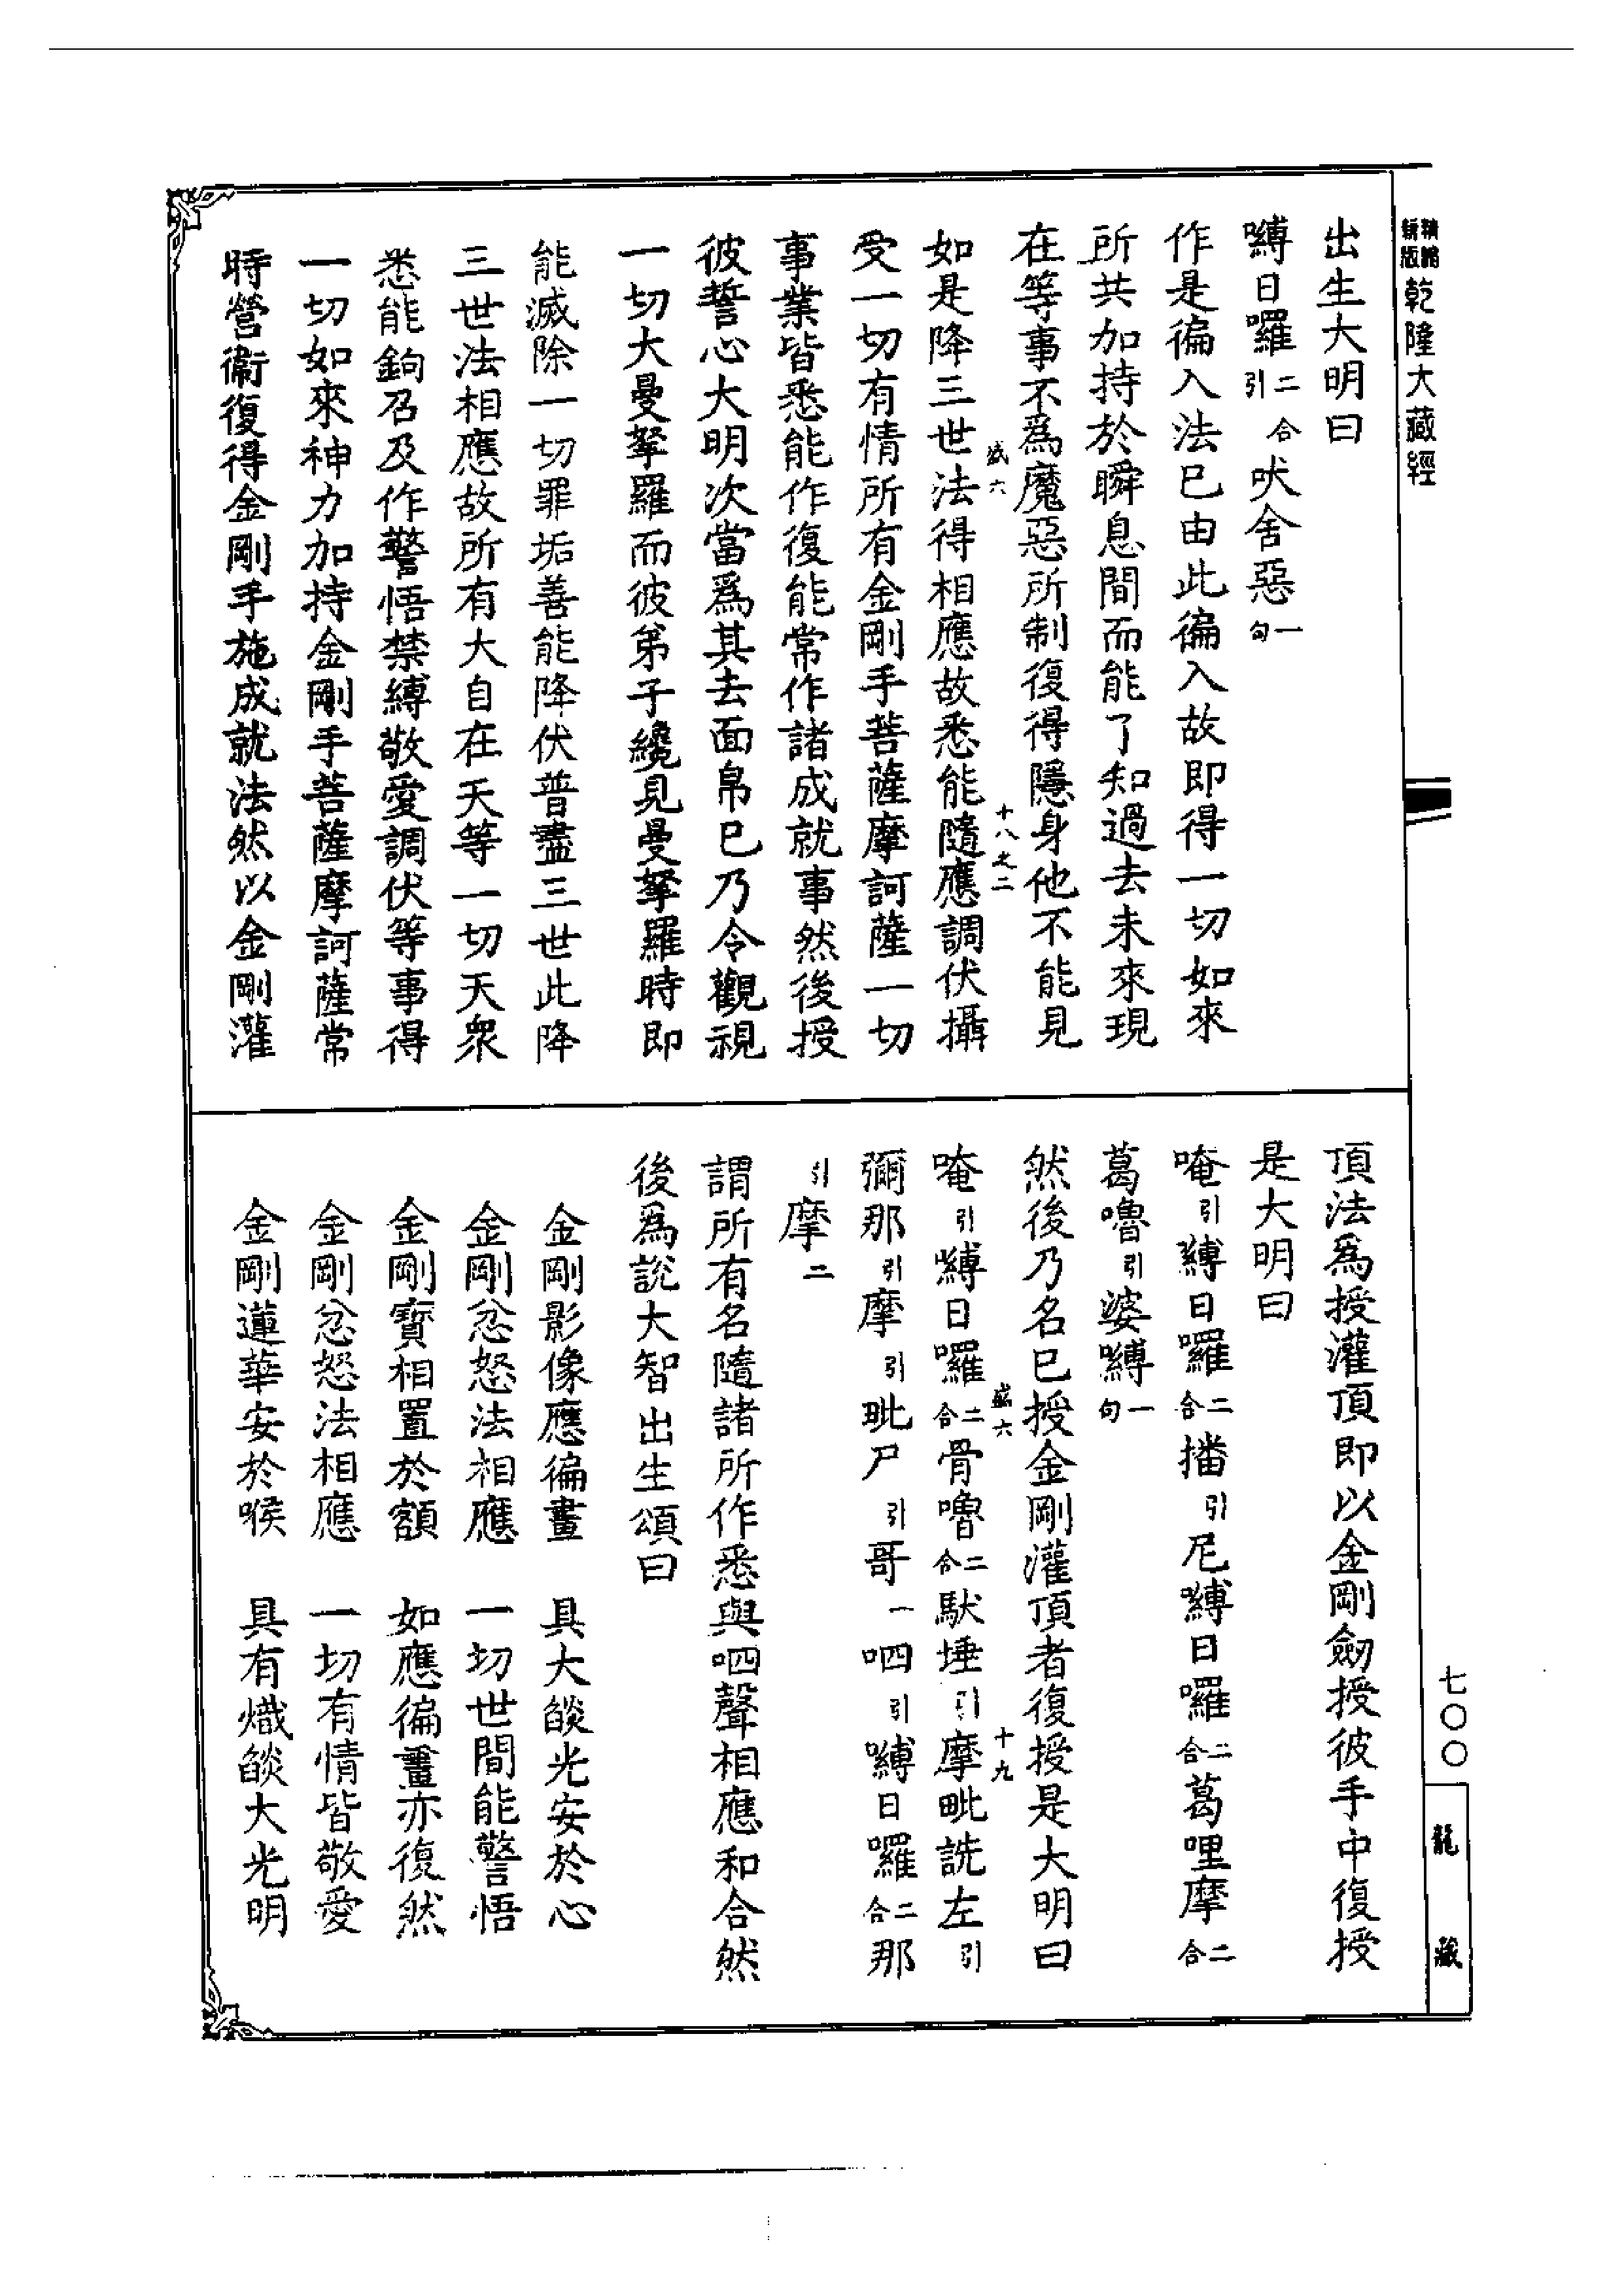 乾隆大藏經
出生大明曰
嚩日囉二合引吠舍惡一句
作是徧入法已由此徧入故即得一切如來
所共加持於瞬息間而能了知過去未來現
在等事不為魔惡所制復得隱身他不能見
盛六 十八之二
如是降三世法得相應故悉能隨應調伏攝
受一切有情所有金剛手菩薩摩訶薩一切
事業皆悉能作復能常作諸成就事然後授
彼誓心大明次當為其去面帛已乃令觀視
一切大曼拏羅而彼弟子纔見曼拏羅時即
能滅除一切罪垢善能降伏普盡三世此降
三世法相應故所有大自在天等一切天眾
悉能鉤召及作警悟禁縛敬愛調伏等事得
一切如來神力加持金剛手菩薩摩訶薩常
時營衞復得金剛手施成就法然以金剛灌
頂法為授灌頂即以金剛劒授彼手中復授
是大明曰
唵引嚩日囉二合播引尼嚩日囉二合葛哩摩二合
葛嚕引婆嚩一句
然後乃名已授金剛灌頂者復授是大明曰
盛六 十九
唵引嚩日囉二合骨嚕二合馱埵引摩毗詵左引
彌那引摩引毗尸引哥一呬引嚩日囉二合那
引摩二
謂所有名隨諸所作悉與呬聲相應和合然
後為說大智出生頌曰
金剛影像應徧畫 具大燄光安於心
金剛忿怒法相應 一切世間能警悟
金剛寶相置於額 如應徧畫亦復然
金剛忿怒法相應 一切有情皆敬愛
金剛蓮華安於喉 具有熾燄大光明
七〇〇
龍藏